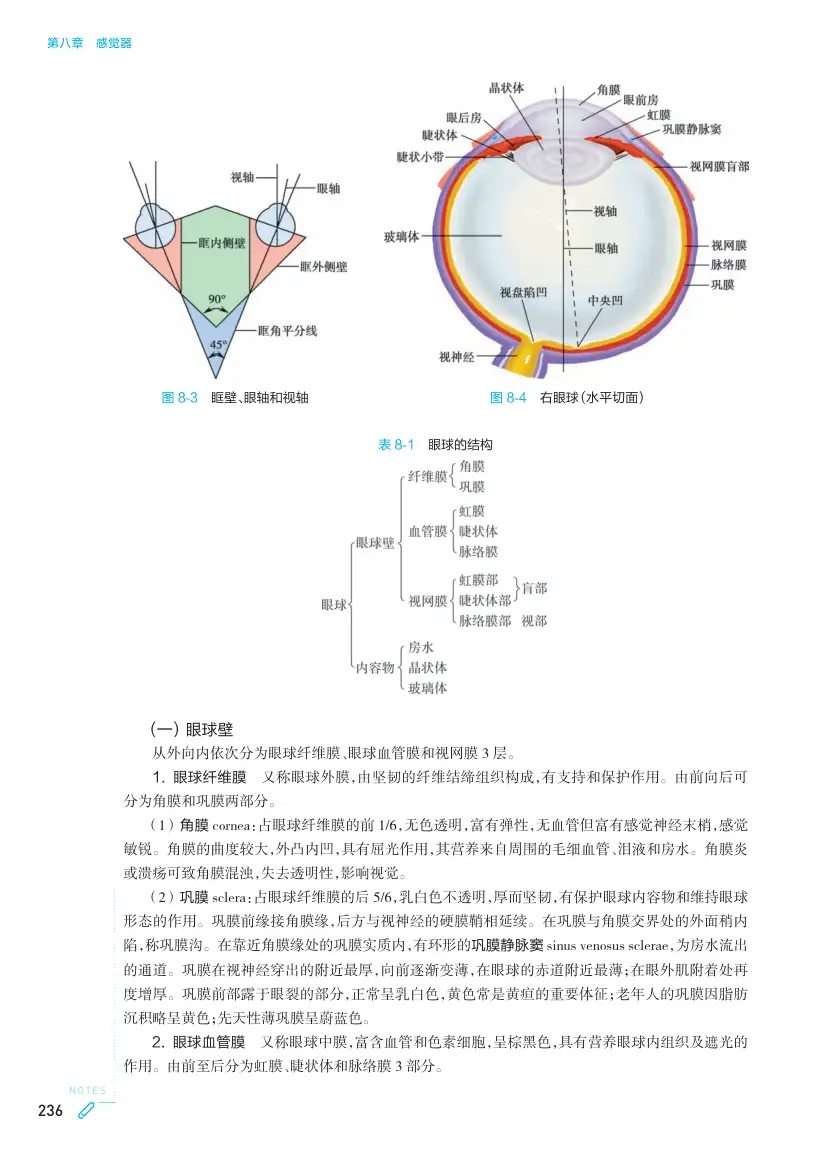 第八章 感觉器
视轴
眼轴
眶内侧壁
眶外侧壁
90°
眶角平分线
45°
图 8-3 眶壁、眼轴和视轴
晶状体
角膜
眼前房
眼后房
虹膜
巩膜静脉窦
睫状体
睫状小带
视网膜盲部
视轴
玻璃体
眼轴
视网膜
脉络膜
巩膜
视盘陷凹
中央凹
视神经
图 8-4 右眼球(水平切面)
表 8-1 眼球的结构
角膜
纤维膜
巩膜
虹膜
血管膜 睫状体
眼球壁
脉络膜
虹膜部
盲部
眼球 视网膜 睫状体部
脉络膜部 视部
房水
内容物 晶状体
玻璃体
(一)眼球壁
从外向内依次分为眼球纤维膜、眼球血管膜和视网膜 3 层。
1. 眼球纤维膜 又称眼球外膜,由坚韧的纤维结缔组织构成,有支持和保护作用。由前向后可
分为角膜和巩膜两部分。
(1)角膜 cornea:占眼球纤维膜的前 1/6,无色透明,富有弹性,无血管但富有感觉神经末梢,感觉
敏锐。角膜的曲度较大,外凸内凹,具有屈光作用,其营养来自周围的毛细血管、泪液和房水。角膜炎
或溃疡可致角膜混浊,失去透明性,影响视觉。
(2)巩膜 sclera:占眼球纤维膜的后 5/6,乳白色不透明,厚而坚韧,有保护眼球内容物和维持眼球
形态的作用。巩膜前缘接角膜缘,后方与视神经的硬膜鞘相延续。在巩膜与角膜交界处的外面稍内
陷,称巩膜沟。在靠近角膜缘处的巩膜实质内,有环形的巩膜静脉窦 sinus venosus sclerae,为房水流出
的通道。巩膜在视神经穿出的附近最厚,向前逐渐变薄,在眼球的赤道附近最薄;在眼外肌附着处再
度增厚。巩膜前部露于眼裂的部分,正常呈乳白色,黄色常是黄疸的重要体征;老年人的巩膜因脂肪
沉积略呈黄色;先天性薄巩膜呈蔚蓝色。
2. 眼球血管膜 又称眼球中膜,富含血管和色素细胞,呈棕黑色,具有营养眼球内组织及遮光的
作用。由前至后分为虹膜、睫状体和脉络膜 3 部分。
NOTES
236